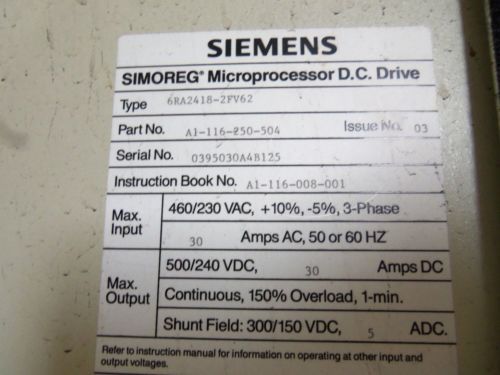 SIEMENS
SIMOREG® Microprocessor D.C. Drive
Type 6RA2418-2FV62
Part No. A1-116-250-504 Issue No. 03
Serial No. 0395030A4B125
Instruction Book No. A1-116-008-001
Max. Input
460/230 VAC, +10%, -5%, 3-Phase
30 Amps AC, 50 or 60 HZ
Max. Output
500/240 VDC, 30 Amps DC
Continuous, 150% Overload, 1-min.
Shunt Field: 300/150 VDC, 5 ADC.
Refer to instruction manual for information on operating at other input and
output voltages.